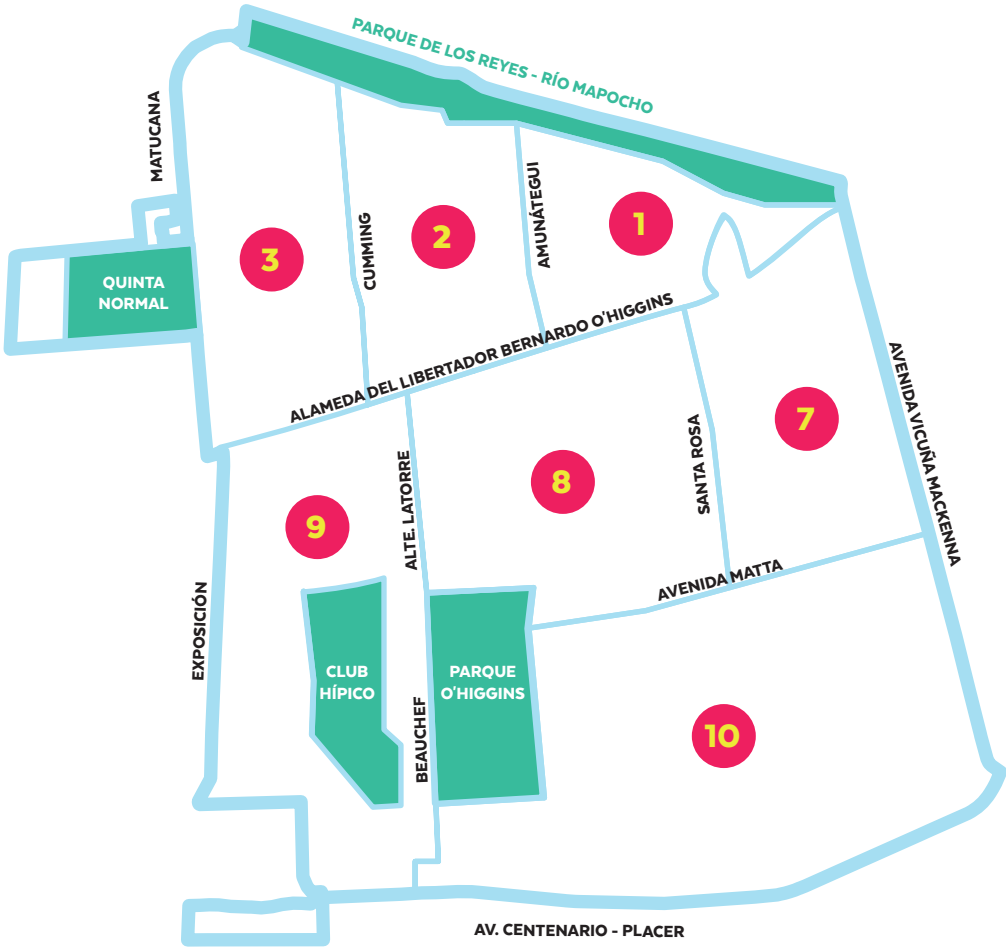 PARQUE DE LOS REYES - RÍO MAPOCHO
MATUCANA
CUMMING
AMUNÁTEGUI
1
2
3
QUINTA
NORMAL
ALAMEDA DEL LIBERTADOR BERNARDO O'HIGGINS
AVENIDA VICUÑA MACKENNA
7
SANTA ROSA
8
ALTE. LATORRE
9
AVENIDA MATTA
EXPOSICIÓN
CLUB
HÍPICO
PARQUE
O'HIGGINS
BEAUCHEF
10
AV. CENTENARIO - PLACER